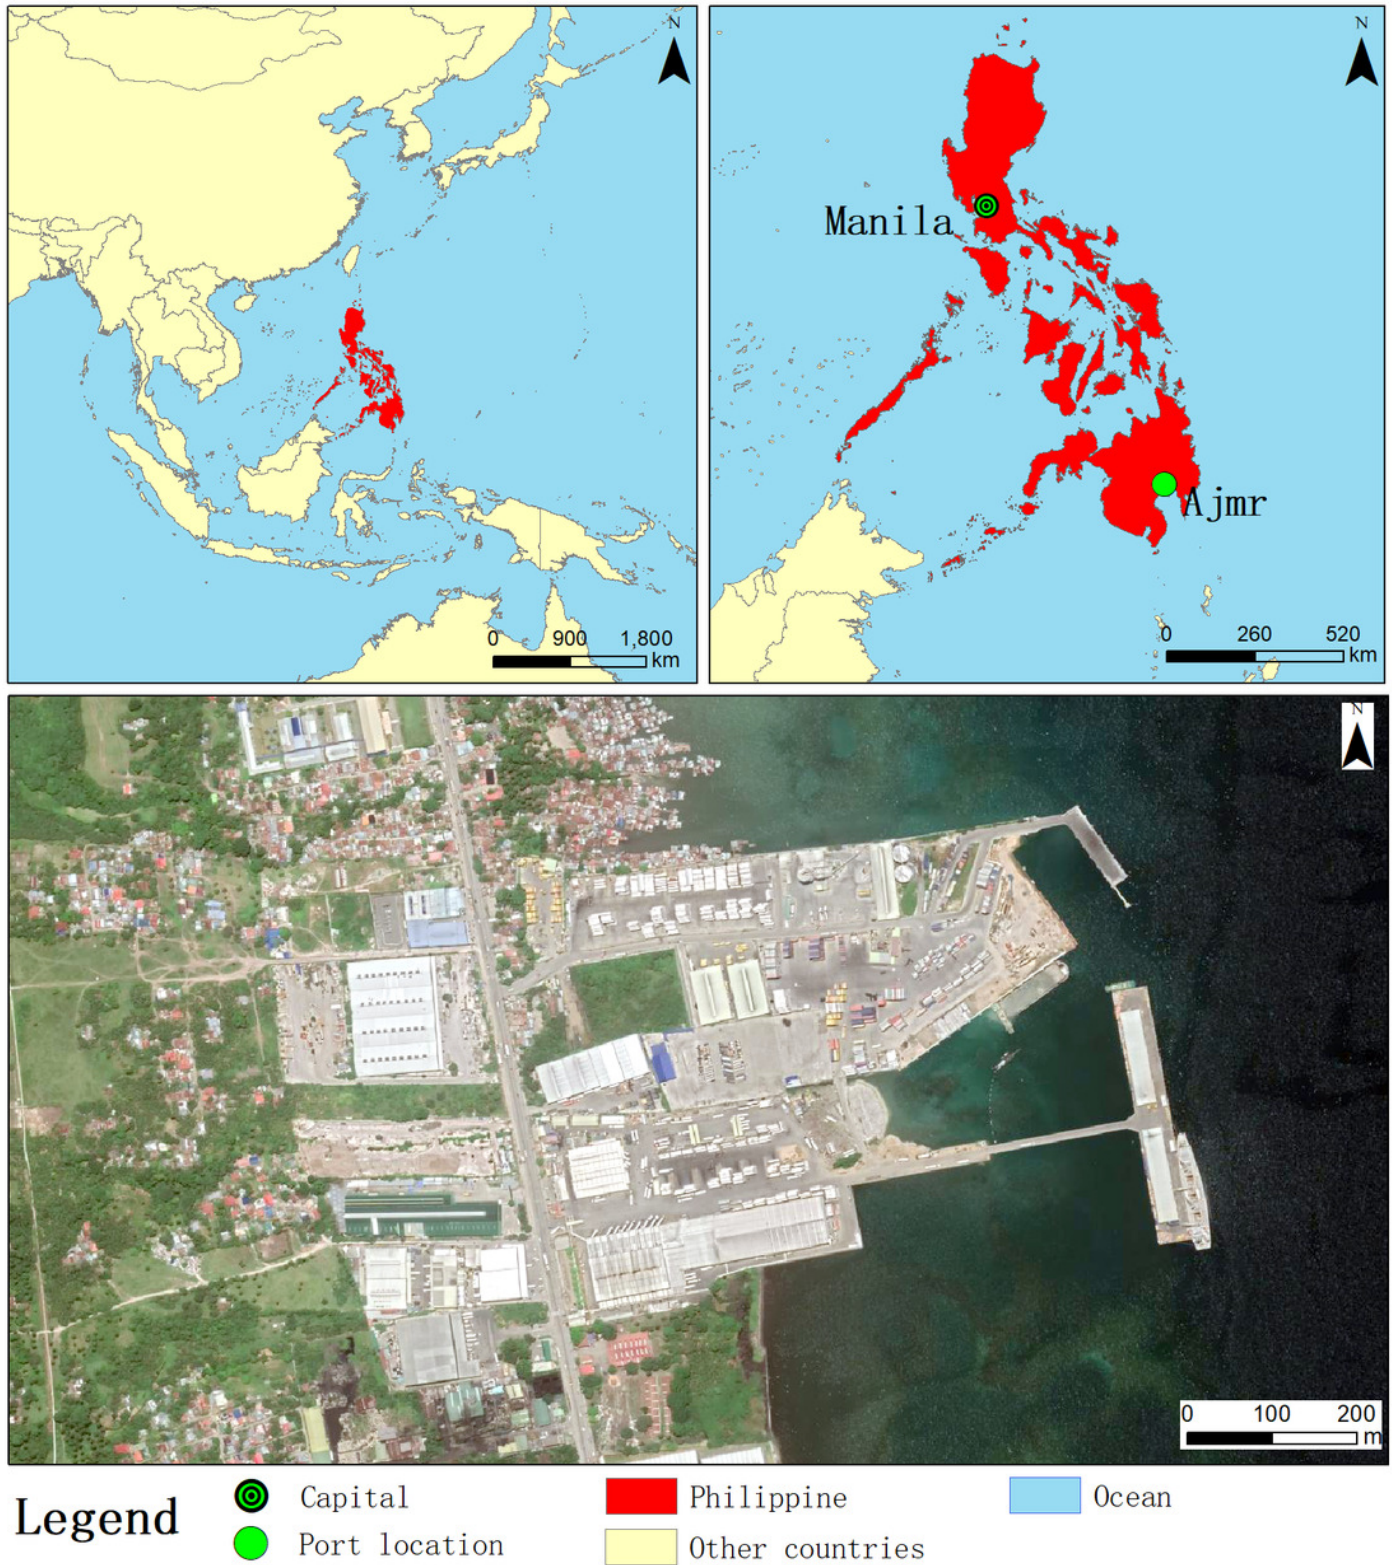 N
0 900 1,800
km
N
Manila
Ajmr
0 260 520
km
N
0 100 200
m
Legend
Capital
Port location
Philippine
Other countries
Ocean